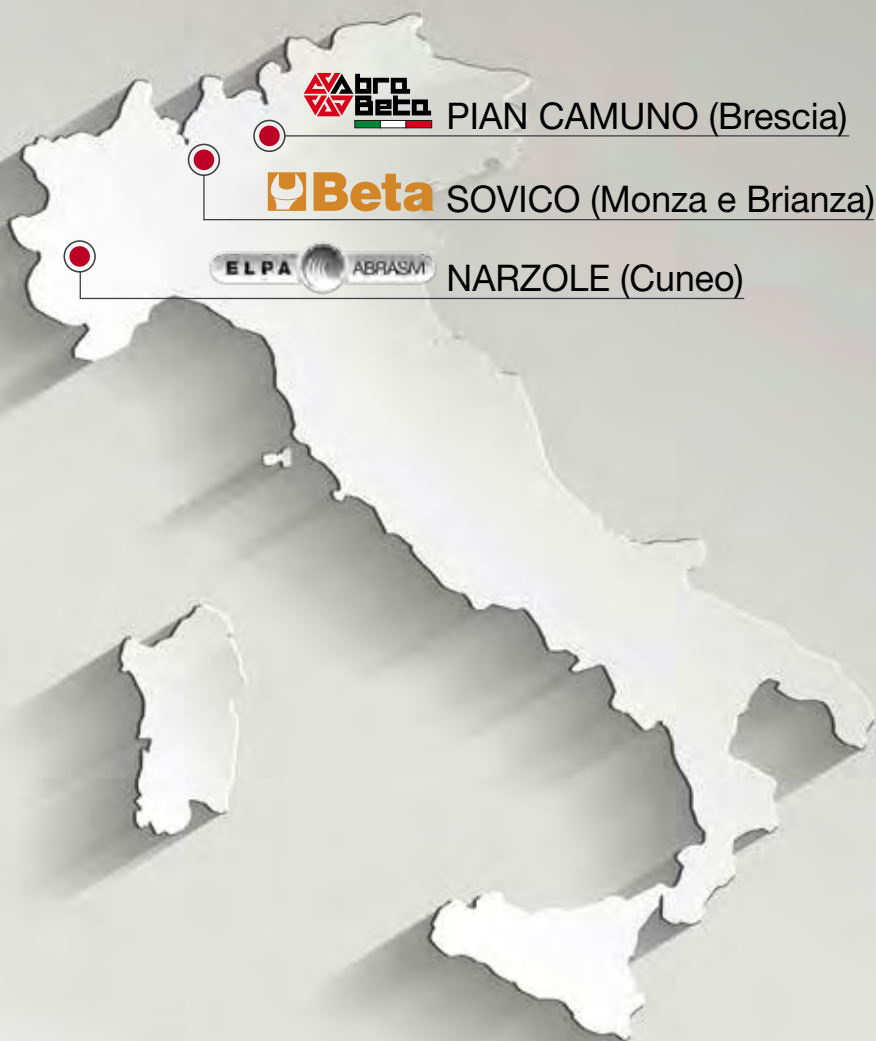 Abra
Beta PIAN CAMUNO (Brescia)
Beta SOVICO (Monza e Brianza)
ELPA ABRASIVI NARZOLE (Cuneo)